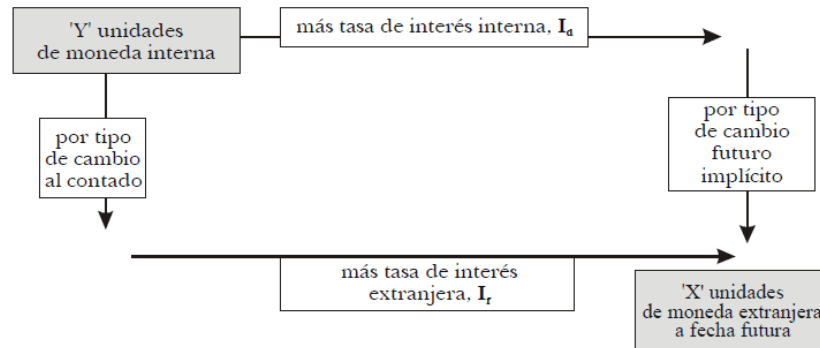 'Y' unidades
de moneda interna
más tasa de interés interna, Id
por tipo
de cambio
al contado
por tipo
de cambio
futuro
implícito
más tasa de interés
extranjera, Ir
'X' unidades
de moneda extranjera
a fecha futura